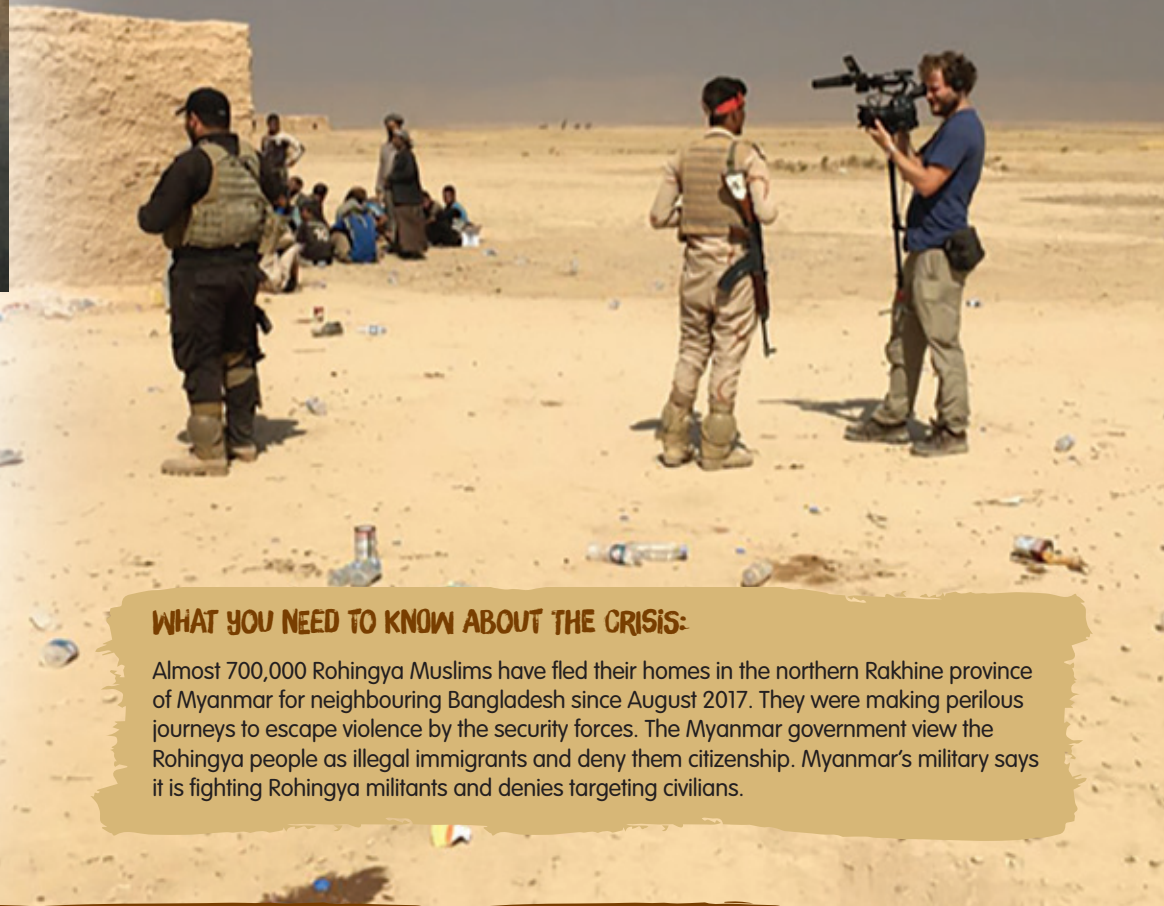 WHAT YOU NEED TO KNOW ABOUT THE CRISIS:
Almost 700,000 Rohingya Muslims have fled their homes in the northern Rakhine province
of Myanmar for neighbouring Bangladesh since August 2017. They were making perilous
journeys to escape violence by the security forces. The Myanmar government view the
Rohingya people as illegal immigrants and deny them citizenship. Myanmar's military says
it is fighting Rohingya militants and denies targeting civilians.